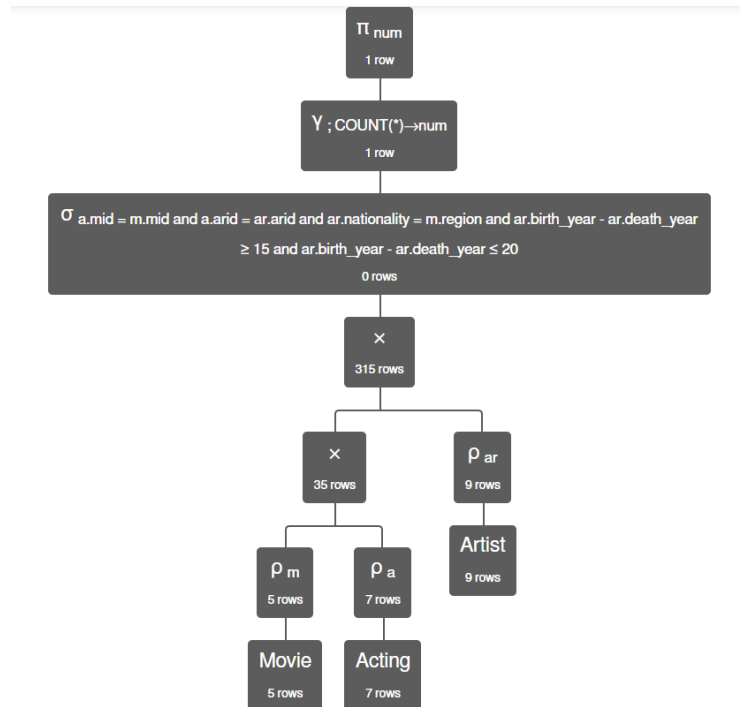 π num
1 row
γ ; COUNT(*)→num
1 row
σ a.mid = m.mid and a.arid = ar.arid and ar.nationality = m.region and ar.birth_year - ar.death_year
≥ 15 and ar.birth_year - ar.death_year ≤ 20
0 rows
×
315 rows
×
35 rows
ρ ar
9 rows
Artist
9 rows
ρ m
5 rows
ρ a
7 rows
Movie
5 rows
Acting
7 rows